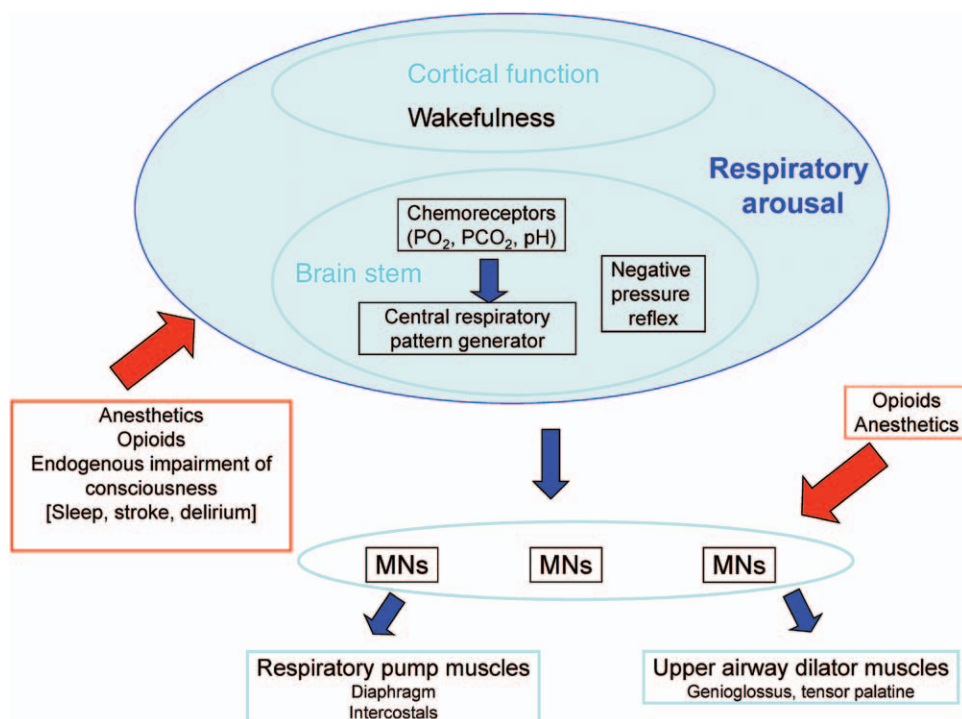 Cortical function
Wakefulness
Respiratory
arousal
Chemoreceptors
(PO₂, PCO₂, pH)
Brain stem
Negative
pressure
reflex
Central respiratory
pattern generator
Anesthetics
Opioids
Endogenous impairment of
consciousness
[Sleep, stroke, delirium]
Opioids
Anesthetics
MNs
MNs
MNs
Respiratory pump muscles
Diaphragm
Intercostals
Upper airway dilator muscles
Genioglossus, tensor palatine